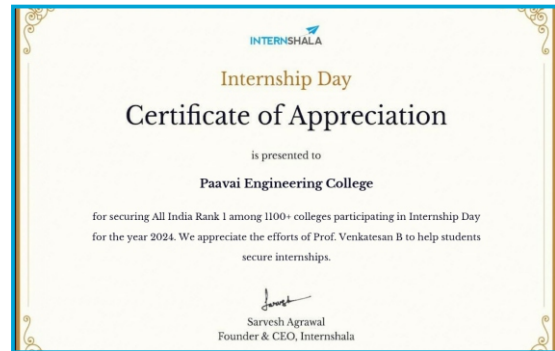 INTERNSHALA
Internship Day
Certificate of Appreciation
is presented to
Paavai Engineering College
for securing All India Rank 1 among 1100+ colleges participating in Internship Day
for the year 2024. We appreciate the efforts of Prof. Venkatesan B to help students
secure internships.
Sarvesh
Sarvesh Agrawal
Founder & CEO, Internshala